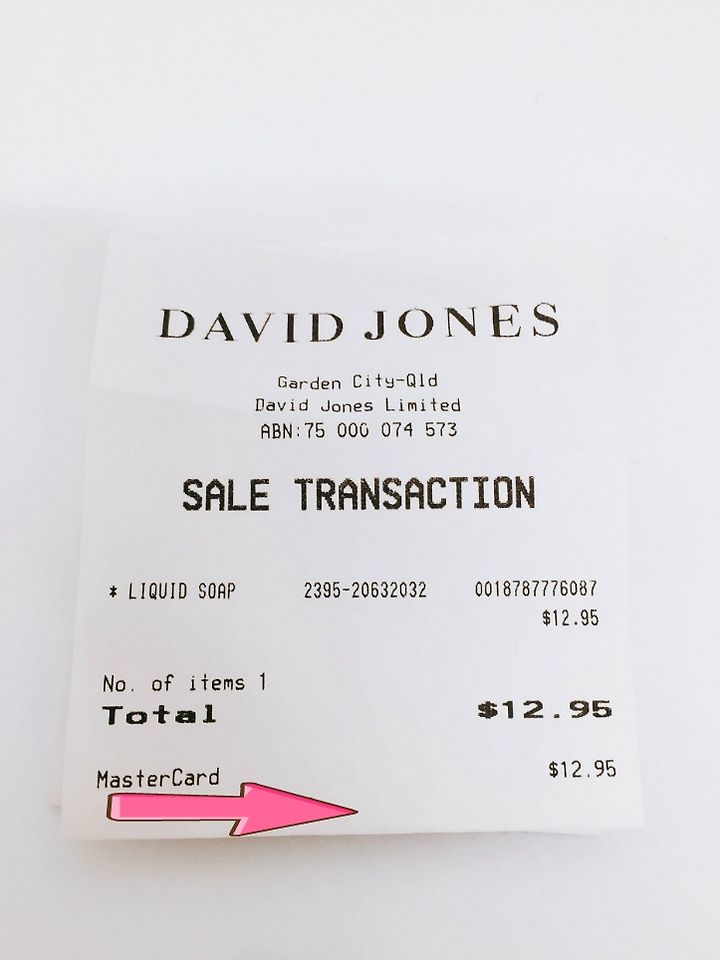 DAVID JONES
Garden City-Qld
David Jones Limited
ABN:75 000 074 573
SALE TRANSACTION
* LIQUID SOAP 2395-20632032 0018787776087
$12.95
No. of items 1
Total $12.95
MasterCard $12.95